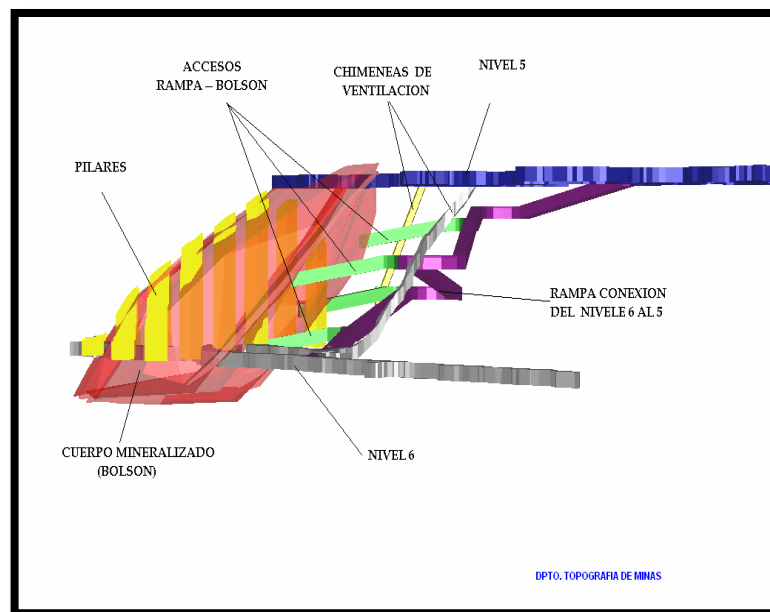 ACCESOS
RAMPA – BOLSON
CHIMENEAS DE
VENTILACION
NIVEL 5
PILARES
RAMPA CONEXION
DEL NIVELE 6 AL 5
CUERPO MINERALIZADO
(BOLSON)
NIVEL 6
DPTO. TOPOGRAFIA DE MINAS